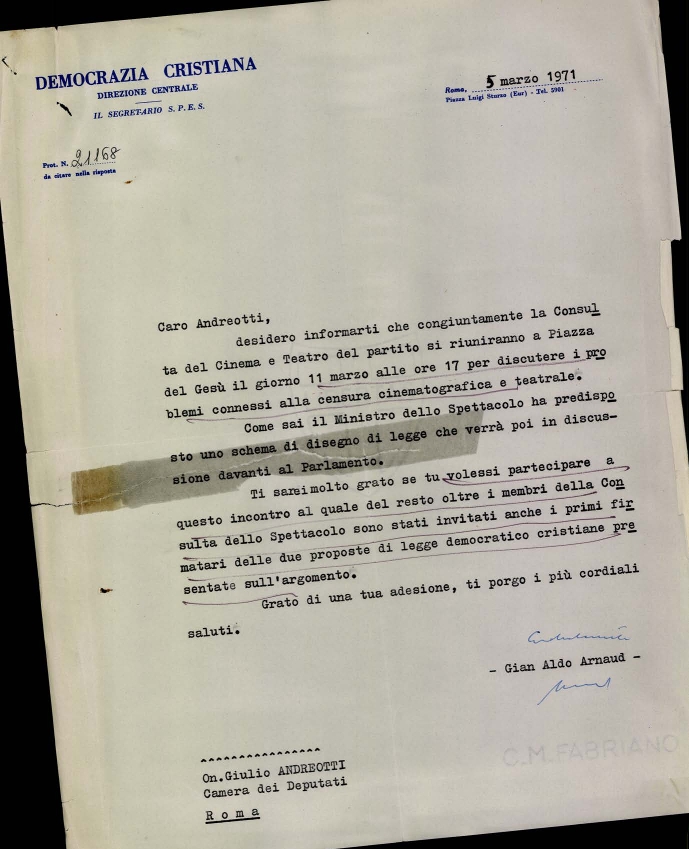 DEMOCRAZIA CRISTIANA
DIREZIONE CENTRALE
IL SEGRETARIO S.P.E.S.
Roma, 5 marzo 1971
Piazza Luigi Sturzo (Eur) - Tel. 5901
Prot. N. 21168
da citare nella risposta
Caro Andreotti,
desidero informarti che congiuntamente la Consul
ta del Cinema e Teatro del partito si riuniranno a Piazza
del Gesù il giorno 11 marzo alle ore 17 per discutere i pro
blemi connessi alla censura cinematografica e teatrale.
Come sai il Ministro dello Spettacolo ha predispo
sto uno schema di disegno di legge che verrà poi in discus-
sione davanti al Parlamento.
Ti sarei molto grato se tu volessi partecipare a
questo incontro al quale del resto oltre i membri della Con
sulta dello Spettacolo sono stati invitati anche i primi fir
matari delle due proposte di legge democratico cristiane pre
sentate sull'argomento.
Grato di una tua adesione, ti porgo i più cordiali
saluti.
- Gian Aldo Arnaud -
C.M.FABRIANO
On.Giulio ANDREOTTI
Camera dei Deputati
R o m a